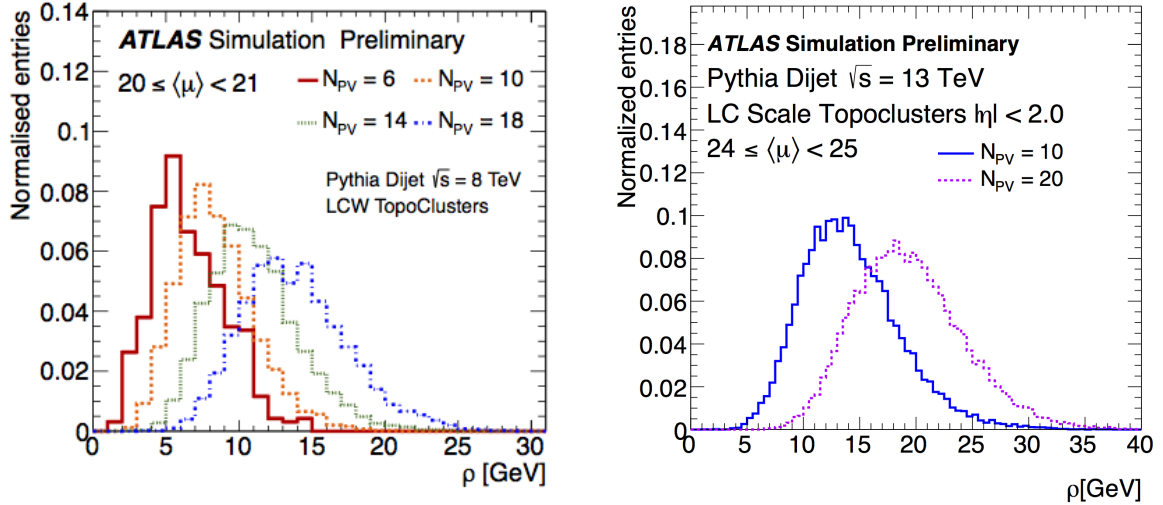 0.14
0.12
0.1
0.08
0.06
0.04
0.02
0
Normalised entries
ATLAS Simulation Preliminary
20 ≤ ⟨μ⟩ < 21
N_PV = 6
N_PV = 10
N_PV = 14
N_PV = 18
Pythia Dijet √s = 8 TeV
LCW TopoClusters
0 5 10 15 20 25 30
ρ [GeV]
0.18
0.16
0.14
0.12
0.1
0.08
0.06
0.04
0.02
0
Normalized entries
ATLAS Simulation Preliminary
Pythia Dijet √s = 13 TeV
LC Scale Topoclusters |η| < 2.0
24 ≤ ⟨μ⟩ < 25
N_PV = 10
N_PV = 20
0 5 10 15 20 25 30 35 40
ρ[GeV]